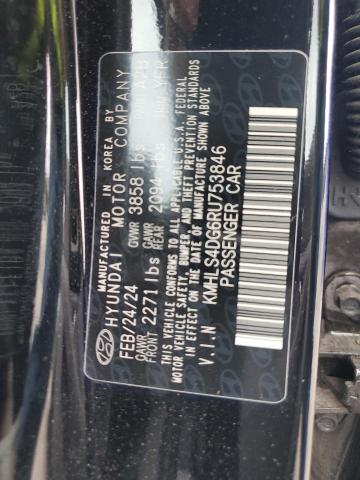 MANUFACTURED IN KOREA BY
HYUNDAI MOTOR COMPANY
FEB/24/24 GVWR 3858 lbs
GAWR FRONT 2271 lbs GAWR REAR 2094 lbs
THIS VEHICLE CONFORMS TO ALL APPLICABLE U.S.A. FEDERAL
MOTOR VEHICLE SAFETY, BUMPER, AND THEFT PREVENTION STANDARDS
IN EFFECT ON THE DATE OF MANUFACTURE SHOWN ABOVE
V.I.N KMHLS4DG6RU753846
PASSENGER CAR